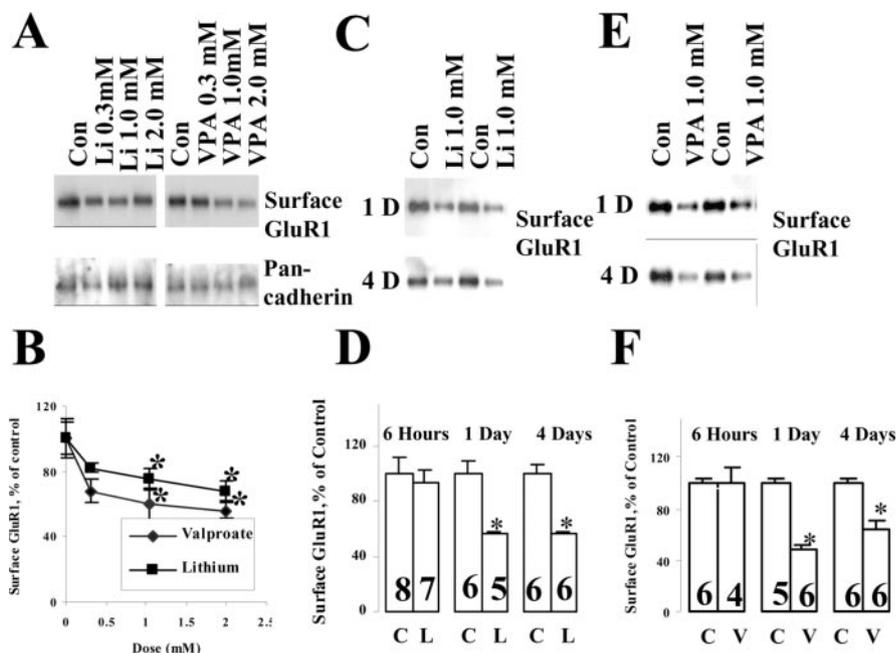 A
Con
Li 0.3mM
Li 1.0 mM
Li 2.0 mM
Con
VPA 0.3 mM
VPA 1.0mM
VPA 2.0 mM
Surface
GluR1
Pan-
cadherin
C
Con
Li 1.0 mM
Con
Li 1.0 mM
1 D
Surface
GluR1
4 D
E
Con
VPA 1.0 mM
Con
VPA 1.0 mM
1 D
Surface
GluR1
4 D
B
Surface GluR1, % of control
120
80
40
0
* *
* *
Valproate
Lithium
0 0.5 1 1.5 2 2.5
Dose (mM)
D
Surface GluR1, % of Control
120
80
40
0
6 Hours 1 Day 4 Days
* *
8 7 6 5 6 6
C L C L C L
F
Surface GluR1, % of Control
120
80
40
0
6 Hours 1 Day 4 Days
* *
6 4 5 6 6 6
C V C V C V